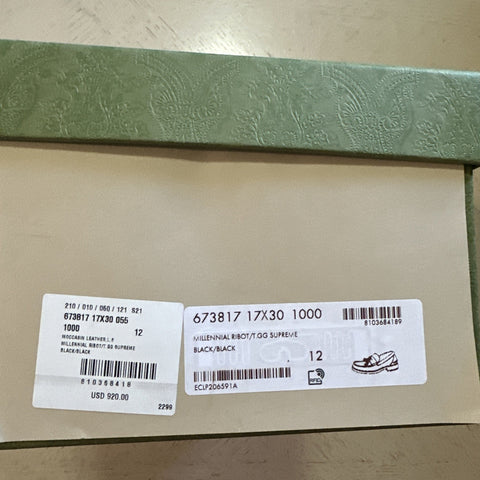 210 / 010 / 060 / 121 S21
673817 17X30 055
1000 12
MOCCASIN LEATHER,L.s
MILLENNIAL RIBOT/T.GG SUPREME
BLACK/BLACK
810368418
USD 920.00
2299
673817 17X30 1000
8103684189
MILLENNIAL RIBOT/T.GG SUPREME
BLACK/BLACK
12
ECLP206591A